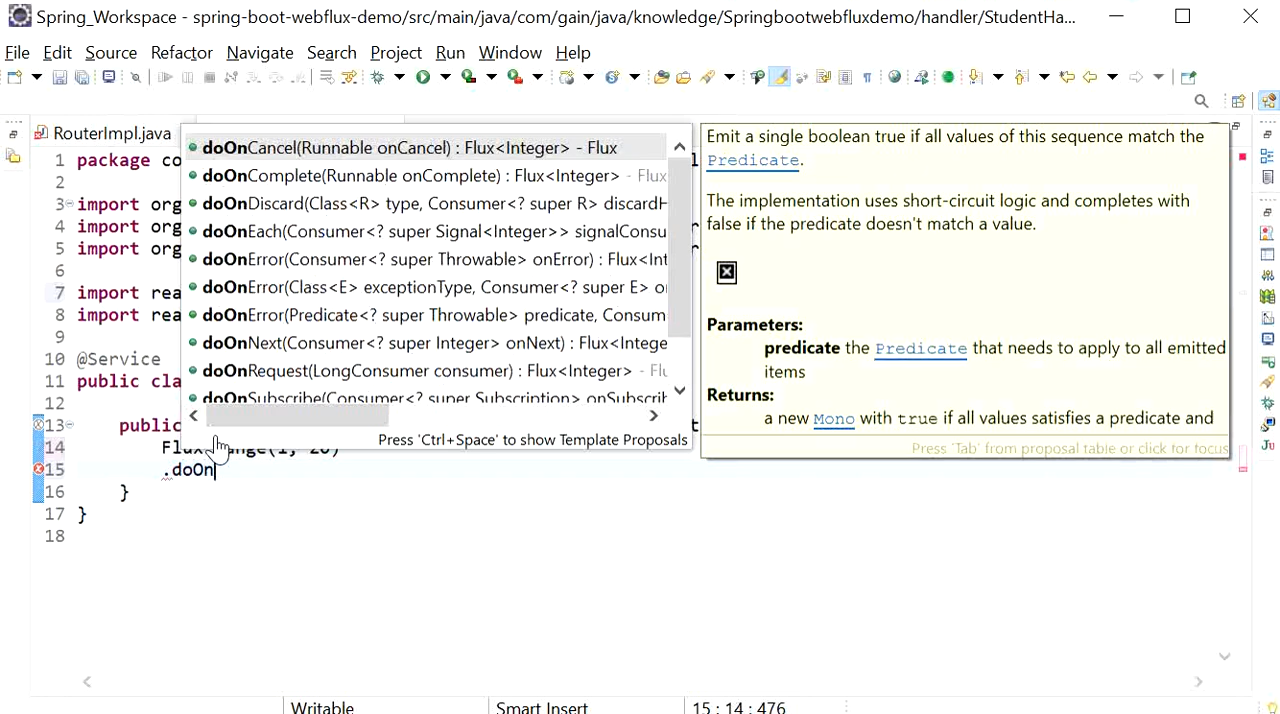 Spring_Workspace - spring-boot-webflux-demo/src/main/java/com/gain/java/knowledge/Springbootwebfluxdemo/handler/StudentHa...
File Edit Source Refactor Navigate Search Project Run Window Help
RouterImpl.java
1 package co
2
3 import org
4 import org
5 import org
6
7 import rea
8 import rea
9
10 @Service
11 public cla
12
13 public
14 Flux.range(1, 20)
15 .doOn
16 }
17 }
18
doOnCancel(Runnable onCancel) : Flux<Integer> - Flux
doOnComplete(Runnable onComplete) : Flux<Integer> - Flux
doOnDiscard(Class<R> type, Consumer<? super R> discardH
doOnEach(Consumer<? super Signal<Integer>> signalConsu
doOnError(Consumer<? super Throwable> onError) : Flux<Int
doOnError(Class<E> exceptionType, Consumer<? super E> o
doOnError(Predicate<? super Throwable> predicate, Consum
doOnNext(Consumer<? super Integer> onNext) : Flux<Intege
doOnRequest(LongConsumer consumer) : Flux<Integer> - Flu
doOnSubscribe(Consumer<? super Subscription> onSubscrib
Press 'Ctrl+Space' to show Template Proposals
Emit a single boolean true if all values of this sequence match the
Predicate.
The implementation uses short-circuit logic and completes with
false if the predicate doesn't match a value.
Parameters:
predicate the Predicate that needs to apply to all emitted
items
Returns:
a new Mono with true if all values satisfies a predicate and
Press 'Tab' from proposal table or click for focus
Writable Smart Insert 15 : 14 : 476